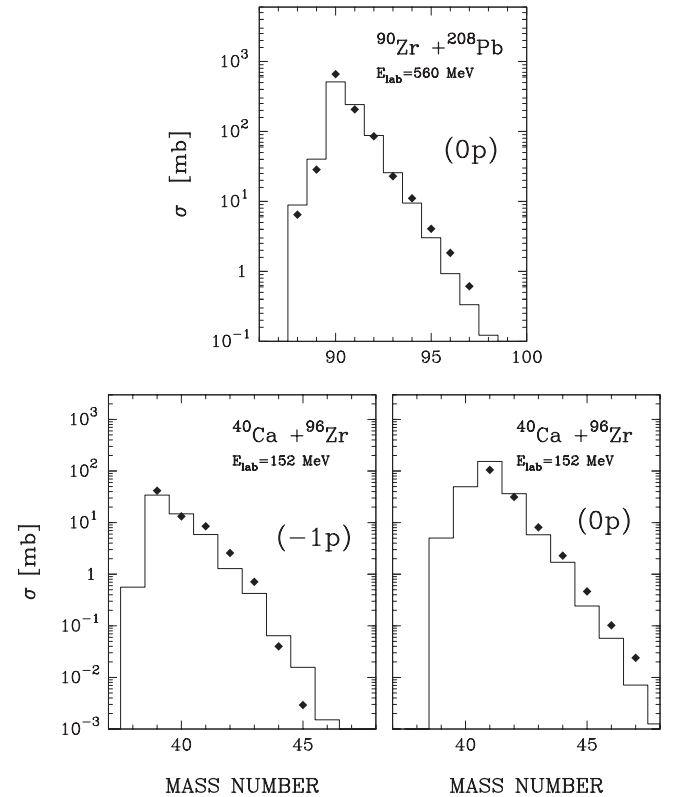 ⁹⁰Zr +²⁰⁸Pb
E_lab=560 MeV
(0p)
σ [mb]
10³
10²
10¹
1
10⁻¹
90 95 100
⁴⁰Ca +⁹⁶Zr
E_lab=152 MeV
(−1p)
⁴⁰Ca +⁹⁶Zr
E_lab=152 MeV
(0p)
σ [mb]
10³
10²
10¹
1
10⁻¹
10⁻²
10⁻³
40 45
40 45
MASS NUMBER
MASS NUMBER